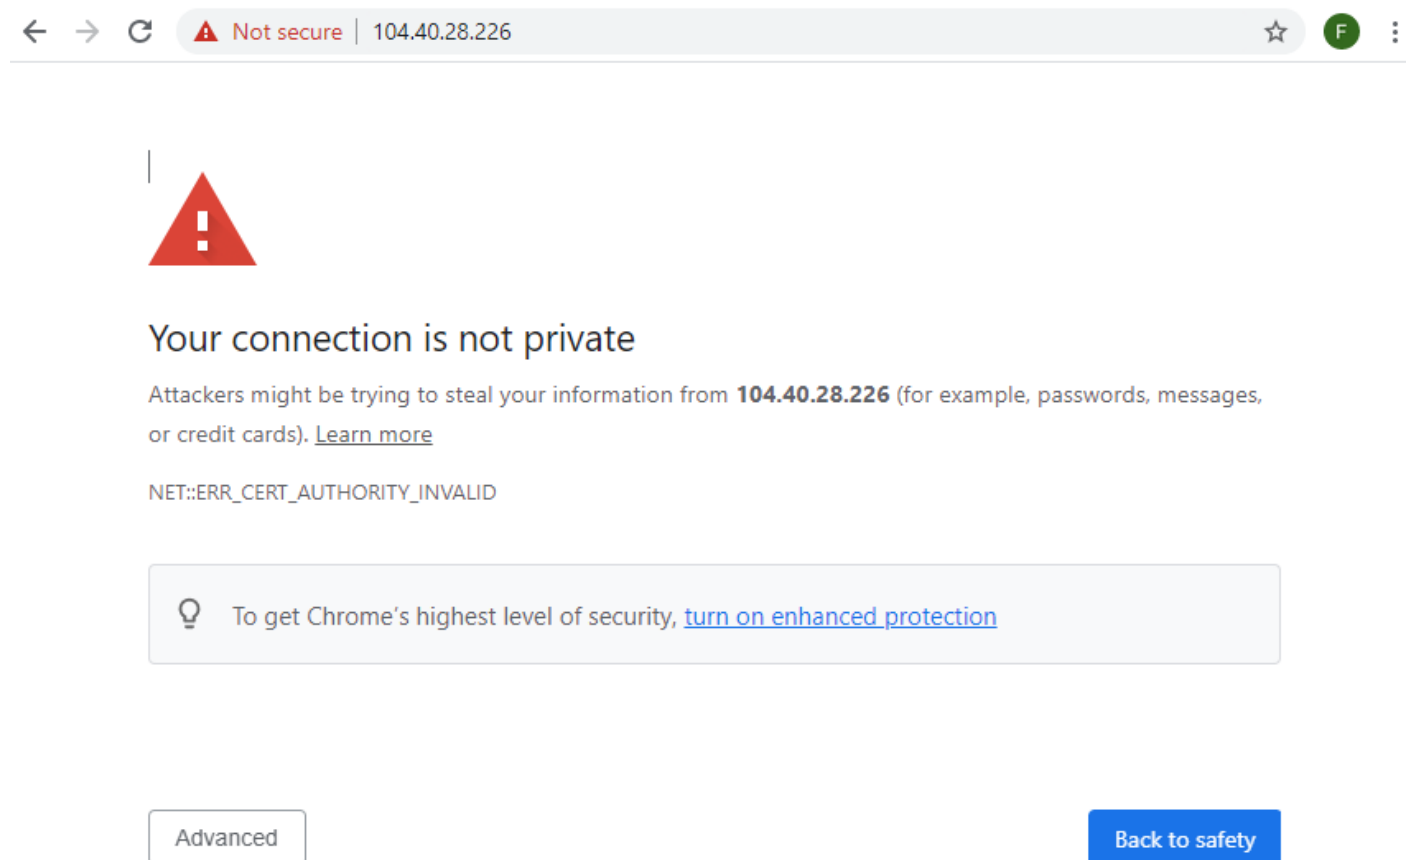 Not secure | 104.40.28.226
F
!
Your connection is not private
Attackers might be trying to steal your information from 104.40.28.226 (for example, passwords, messages,
or credit cards). Learn more
NET::ERR_CERT_AUTHORITY_INVALID
To get Chrome's highest level of security, turn on enhanced protection
Advanced
Back to safety